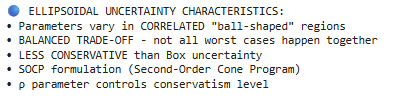 🔵 ELLIPSOIDAL UNCERTAINTY CHARACTERISTICS:
• Parameters vary in CORRELATED "ball-shaped" regions
• BALANCED TRADE-OFF - not all worst cases happen together
• LESS CONSERVATIVE than Box uncertainty
• SOCP formulation (Second-Order Cone Program)
• ρ parameter controls conservatism level